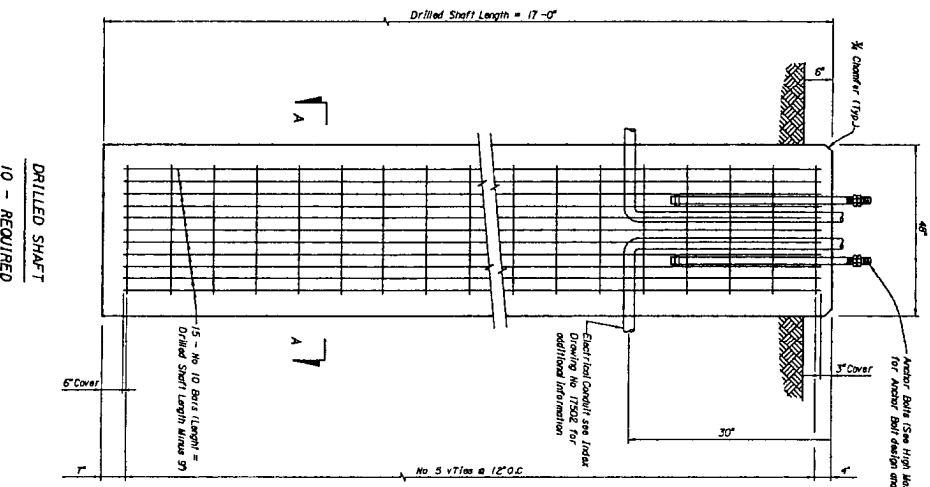 Drilled Shaft Length = 17'-0"
¾ Chamfer (Typ.)
6"
48"
A
A
Anchor Bolts (See High
for Anchor Bolt design and
3" Cover
Electrical Conduit see Index
Drawing No 17502 for
additional information
30"
15 - No 10 Bars (Lenght =
Drilled Shaft Length Minus 9")
6" Cover
7"
No 5 Ties @ 12" O.C
4"
DRILLED SHAFT
10 - REQUIRED